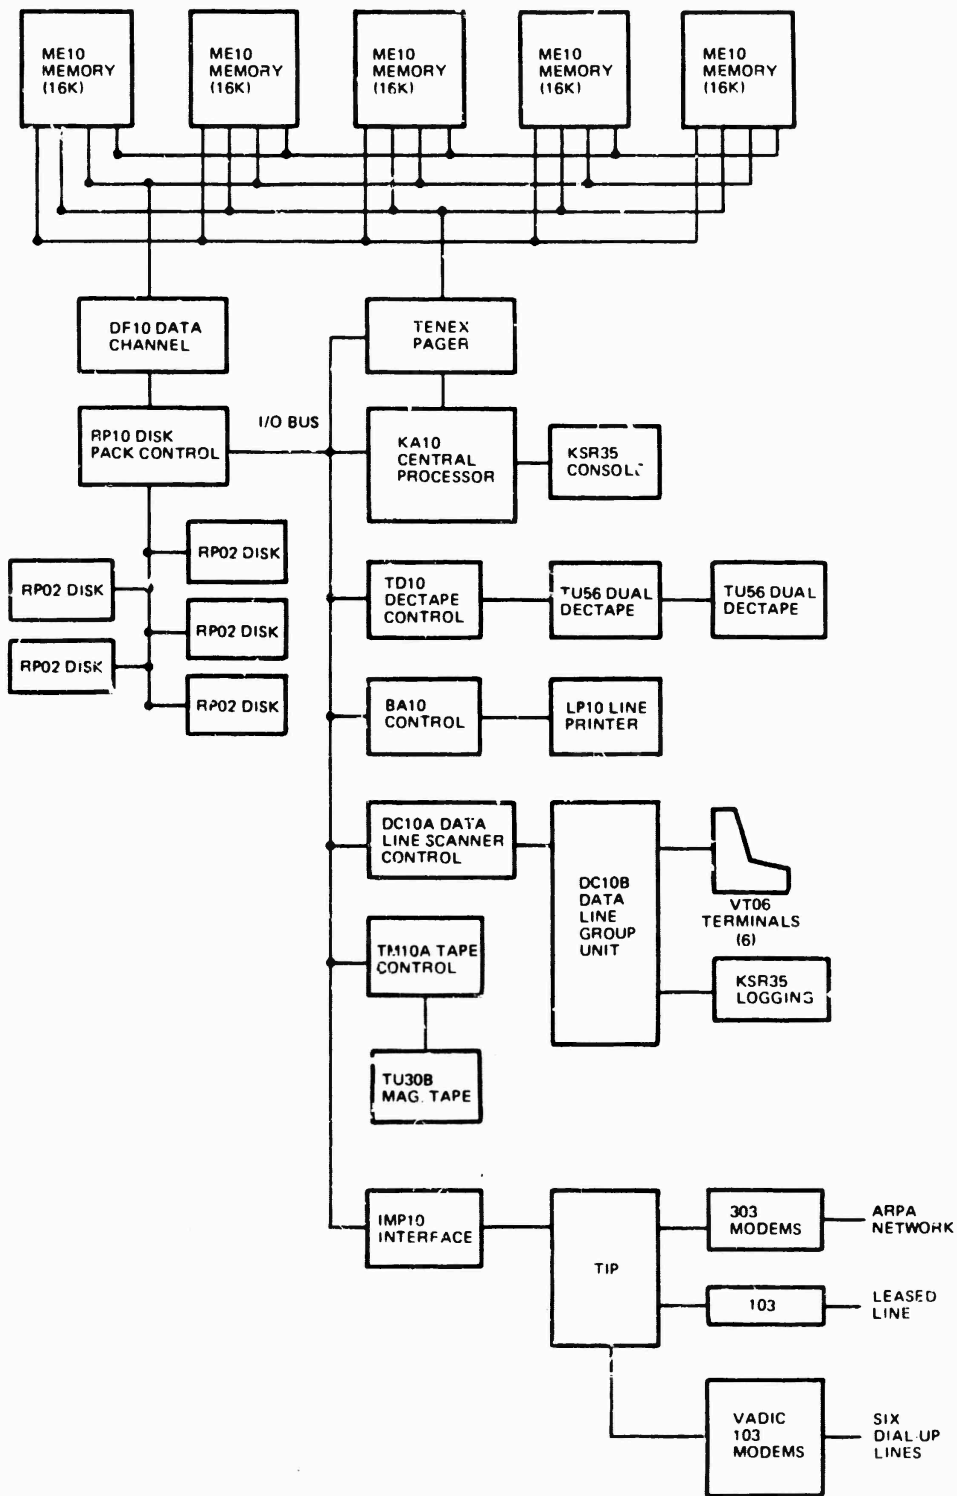 ME10
MEMORY
(16K)
ME10
MEMORY
(16K)
ME10
MEMORY
(16K)
ME10
MEMORY
(16K)
ME10
MEMORY
(16K)
DF10 DATA
CHANNEL
TENEX
PAGER
RP10 DISK
PACK CONTROL
I/O BUS
KA10
CENTRAL
PROCESSOR
KSR35
CONSOLE
RP02 DISK
RP02 DISK
RP02 DISK
RP02 DISK
RP02 DISK
TD10
DECTAPE
CONTROL
TU56 DUAL
DECTAPE
TU56 DUAL
DECTAPE
BA10
CONTROL
LP10 LINE
PRINTER
DC10A DATA
LINE SCANNER
CONTROL
DC10B
DATA
LINE
GROUP
UNIT
VT06
TERMINALS
(6)
TM10A TAPE
CONTROL
KSR35
LOGGING
TU30B
MAG. TAPE
IMP10
INTERFACE
TIP
303
MODEMS
ARPA
NETWORK
103
LEASED
LINE
VADIC
103
MODEMS
SIX
DIAL-UP
LINES